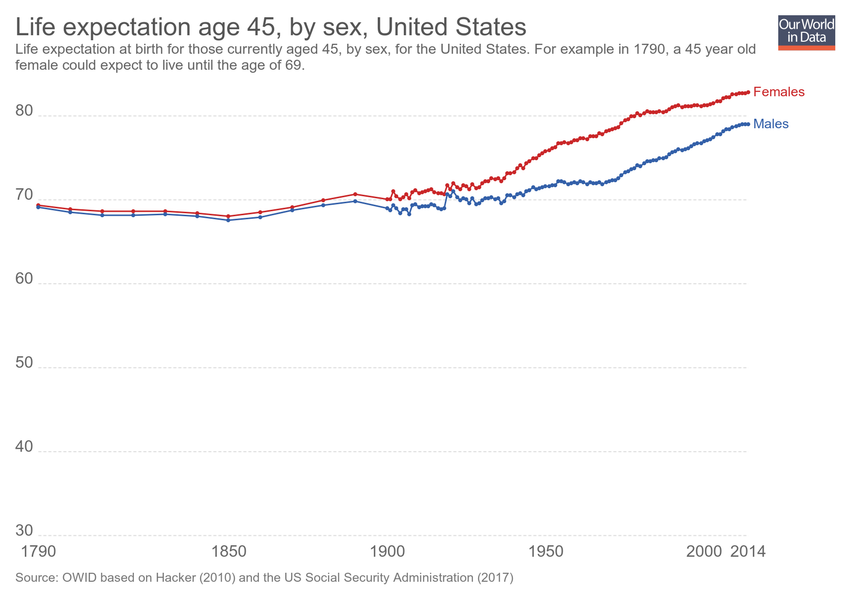 Life expectation age 45, by sex, United States
Life expectation at birth for those currently aged 45, by sex, for the United States. For example in 1790, a 45 year old
female could expect to live until the age of 69.
Our World
in Data
80
Females
Males
70
60
50
40
30
1790
1850
1900
1950
2000
2014
Source: OWID based on Hacker (2010) and the US Social Security Administration (2017)